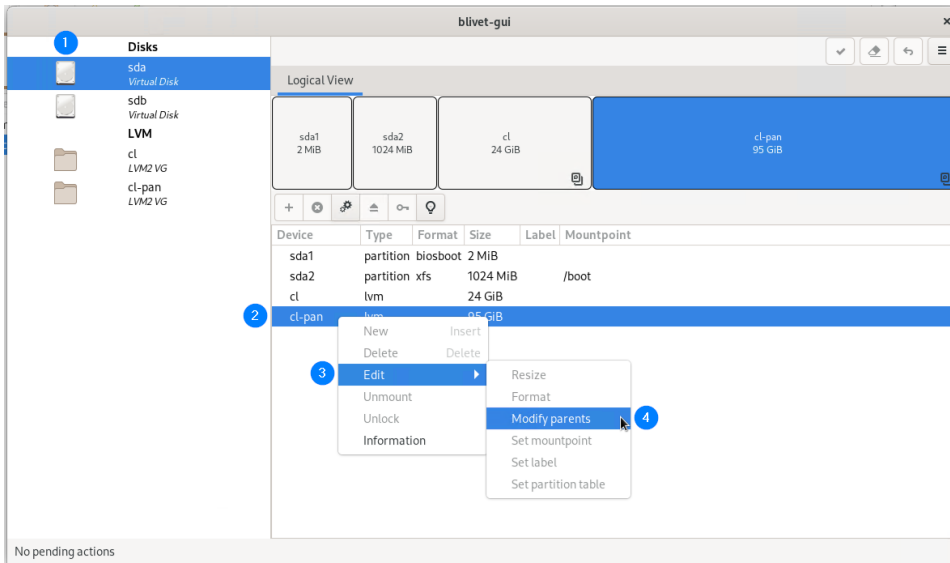 blivet-gui
1
Disks
sda
Virtual Disk
sdb
Virtual Disk
LVM
cl
LVM2 VG
cl-pan
LVM2 VG
Logical View
sda1
2 MiB
sda2
1024 MiB
cl
24 GiB
cl-pan
95 GiB
Device Type Format Size Label Mountpoint
sda1 partition biosboot 2 MiB
sda2 partition xfs 1024 MiB /boot
cl lvm 24 GiB
2 cl-pan lvm 95 GiB
New Insert
Delete Delete
3 Edit
Unmount
Unlock
Information
Resize
Format
Modify parents 4
Set mountpoint
Set label
Set partition table
No pending actions